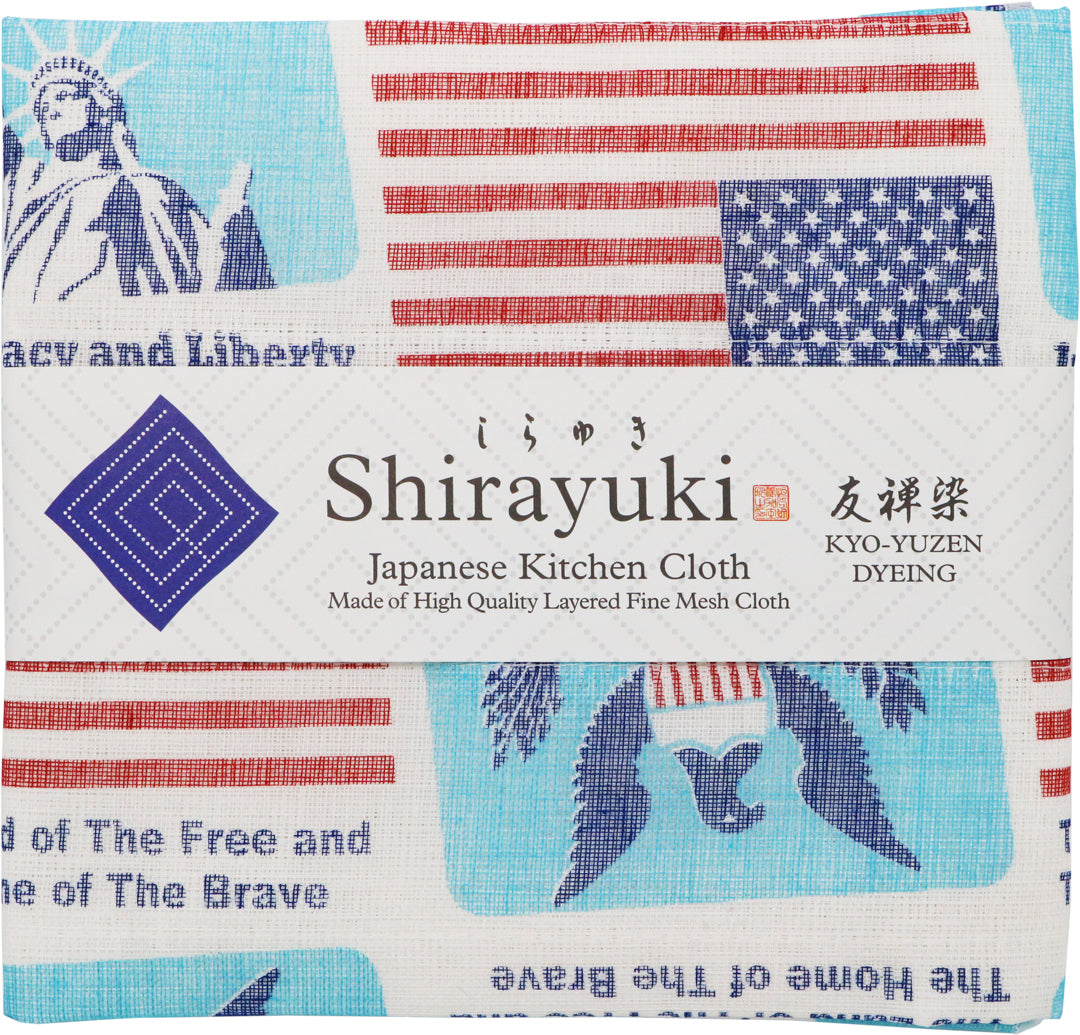 acy and Liberty
しらゆき
Shirayuki
Japanese Kitchen Cloth
Made of High Quality Layered Fine Mesh Cloth
友禅染
KYO-YUZEN
DYEING
d of The Free and
me of The Brave
The Home of The Brave